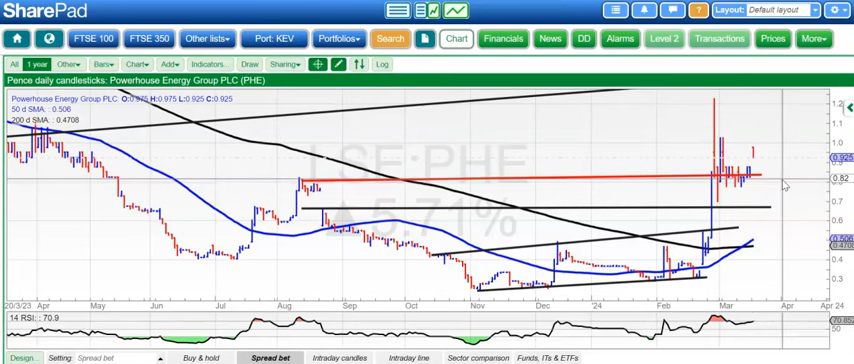 SharePad
Layout: Default layout
FTSE 100 FTSE 350 Other lists Port: KEV Portfolios Search Chart Financials News DD Alarms Level 2 Transactions Prices More
All 1 year Other Bars Chart Add Indicators... Draw Sharing Log
Pence daily candlesticks: Powerhouse Energy Group PLC (PHE)
Powerhouse Energy Group PLC. O:0.975 H:0.975 L:0.925 C:0.925
50 d SMA: : 0.506
200 d SMA: : 0.4708
LSE:PHE
▲5.71%
1.2
1.1
1.0
0.925
0.82
0.7
0.6
0.506
0.4708
0.4
0.3
20/3/23 Apr May Jun Jul Aug Sep Oct Nov Dec '24 Feb Mar Apr Apr 24
14 RSI : 70.9
70.852
50
Design... Setting: Spread bet Buy & hold Spread bet Intraday candles Intraday line Sector comparison Funds, ITs & ETFs